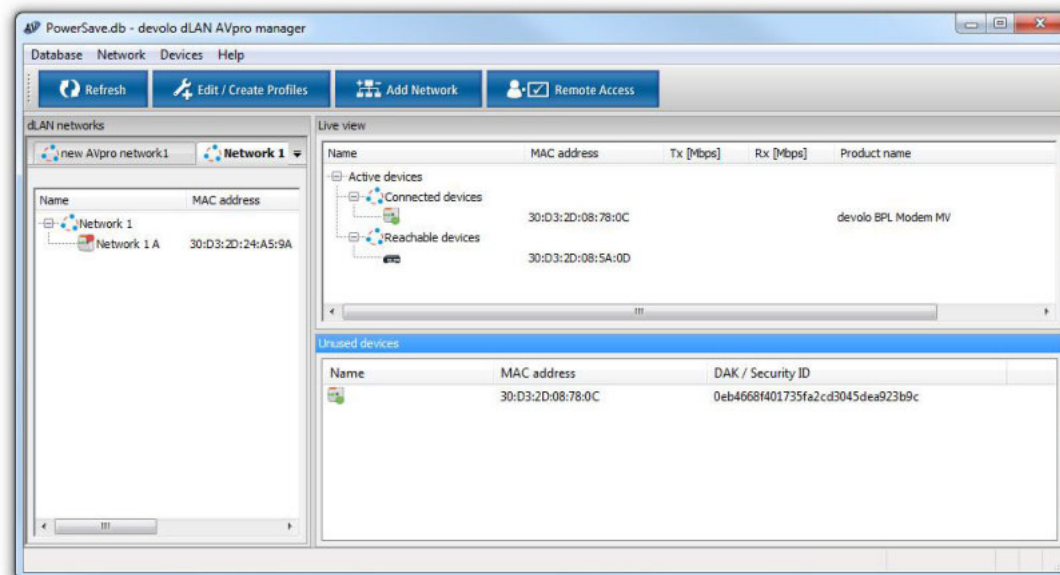 PowerSave.db - devolo dLAN AVpro manager
Database Network Devices Help
Refresh Edit / Create Profiles Add Network Remote Access
dLAN networks
new AVpro network1 Network 1
Name MAC address
Network 1
Network 1 A 30:D3:2D:24:A5:9A
Live view
Name MAC address Tx [Mbps] Rx [Mbps] Product name
Active devices
Connected devices
30:D3:2D:08:78:0C devolo BPL Modem MV
Reachable devices
30:D3:2D:08:5A:0D
Unused devices
Name MAC address DAK / Security ID
30:D3:2D:08:78:0C 0eb4668f401735fa2cd3045dea923b9c